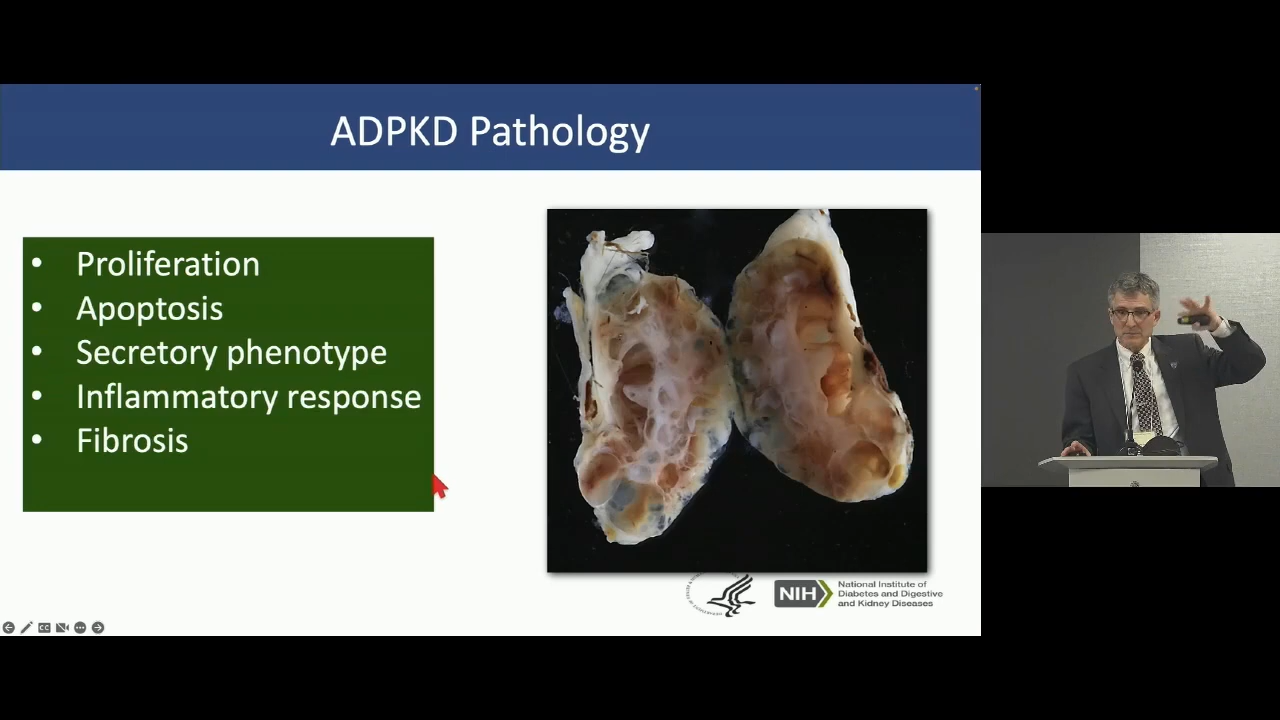 ADPKD Pathology
• Proliferation
• Apoptosis
• Secretory phenotype
• Inflammatory response
• Fibrosis
NIH
National Institute of
Diabetes and Digestive
and Kidney Diseases
CC